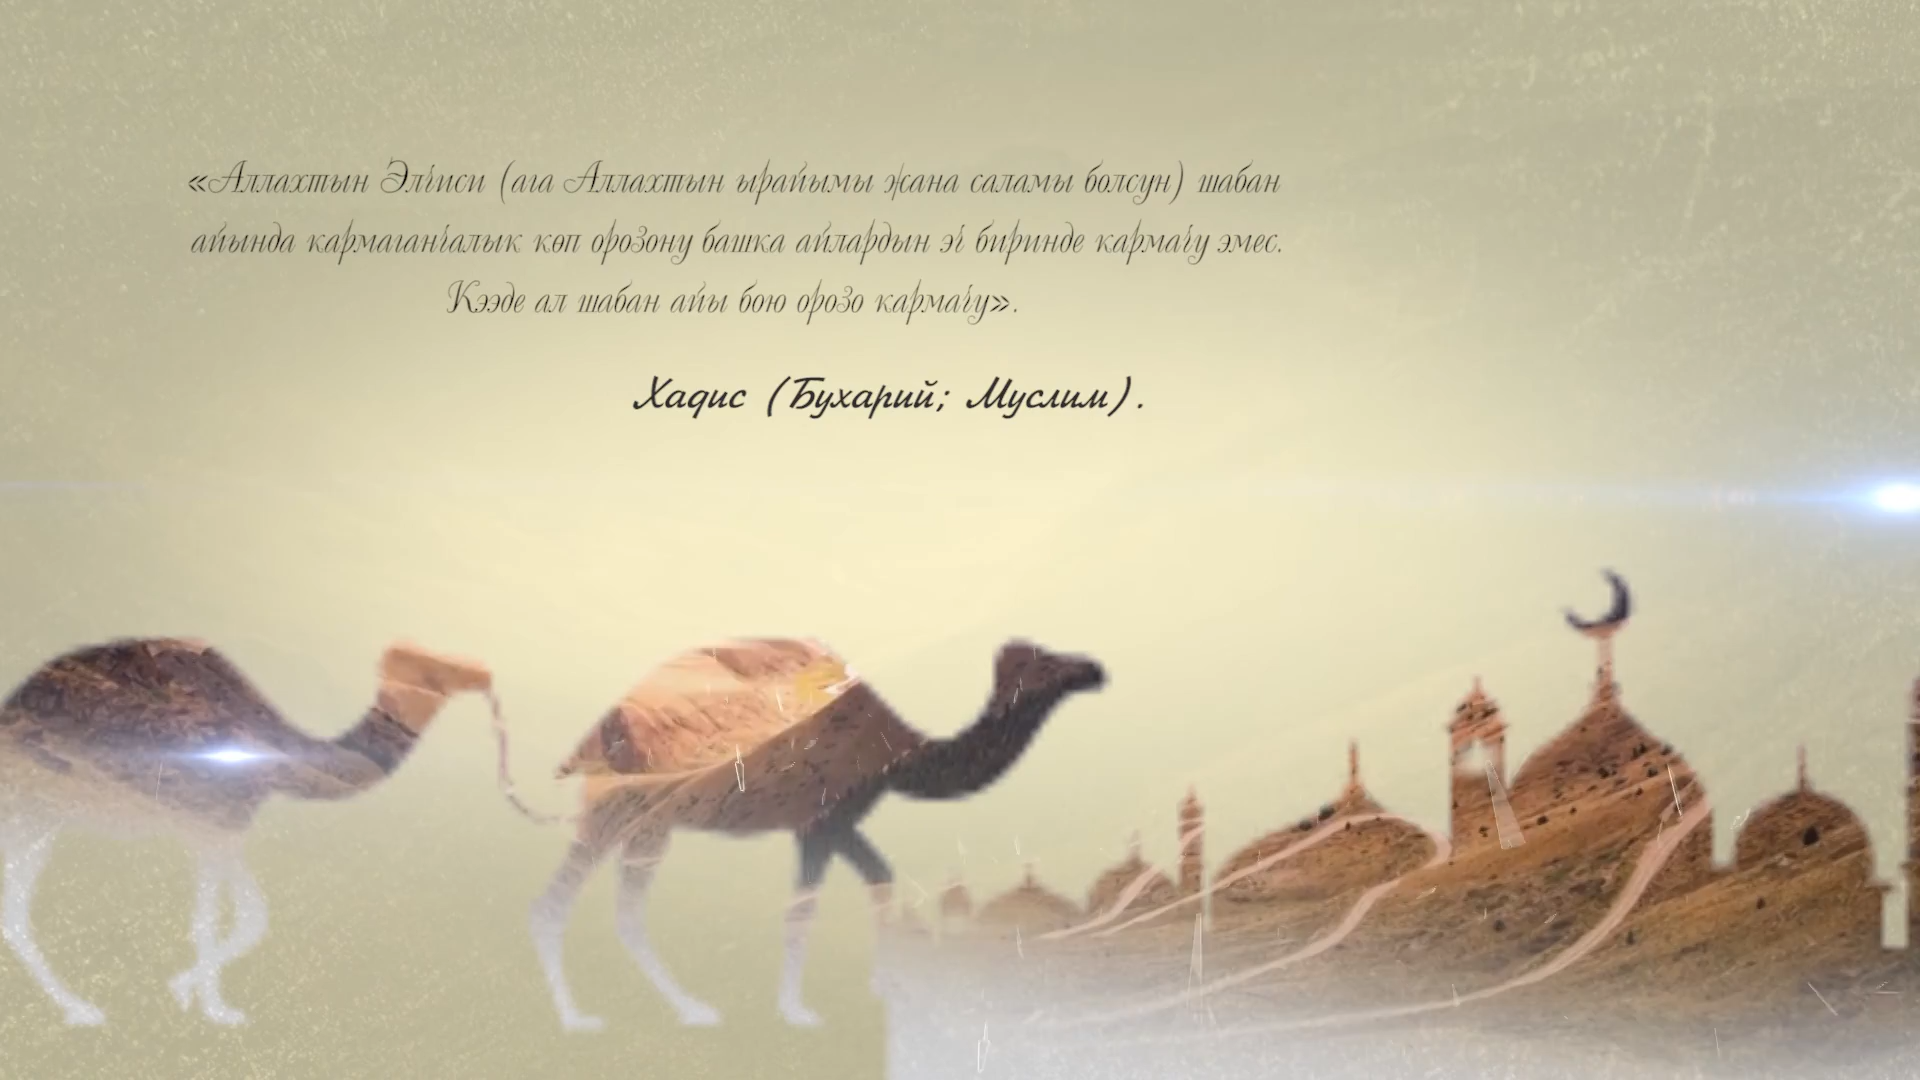 «Аллахтын Элчиси (ага Аллахтын ырайымы жана саламы болсун) шабан
айында кармаганчалык көп орозону башка айлардын эч биринде кармачу эмес.
Кээде ал шабан айы бою орозо кармачу».
Хадис (Бухарий; Муслим).